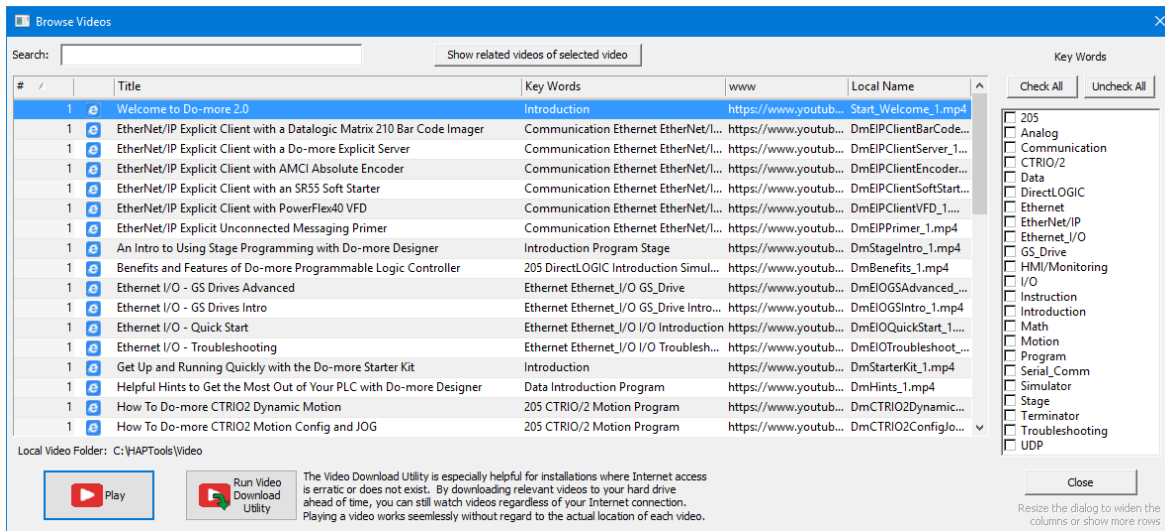 Browse Videos
Search:
Show related videos of selected video
Key Words
# Title Key Words www Local Name
Check All Uncheck All
1 Welcome to Do-more 2.0 Introduction https://www.youtub... Start_Welcome_1.mp4
1 EtherNet/IP Explicit Client with a Datalogic Matrix 210 Bar Code Imager Communication Ethernet EtherNet/I... https://www.youtub... DmEIPClientBarCode...
1 EtherNet/IP Explicit Client with a Do-more Explicit Server Communication Ethernet EtherNet/I... https://www.youtub... DmEIPClientServer_1...
1 EtherNet/IP Explicit Client with AMCI Absolute Encoder Communication Ethernet EtherNet/I... https://www.youtub... DmEIPClientEncoder...
1 EtherNet/IP Explicit Client with an SR55 Soft Starter Communication Ethernet EtherNet/I... https://www.youtub... DmEIPClientSoftStart...
1 EtherNet/IP Explicit Client with PowerFlex40 VFD Communication Ethernet EtherNet/I... https://www.youtub... DmEIPClientVFD_1....
1 EtherNet/IP Explicit Unconnected Messaging Primer Communication Ethernet EtherNet/I... https://www.youtub... DmEIPPrimer_1.mp4
1 An Intro to Using Stage Programming with Do-more Designer Introduction Program Stage https://www.youtub... DmStageIntro_1.mp4
1 Benefits and Features of Do-more Programmable Logic Controller 205 DirectLOGIC Introduction Simul... https://www.youtub... DmBenefits_1.mp4
1 Ethernet I/O - GS Drives Advanced Ethernet Ethernet_I/O GS_Drive https://www.youtub... DmEIOGSAdvanced_...
1 Ethernet I/O - GS Drives Intro Ethernet Ethernet_I/O GS_Drive Intro... https://www.youtub... DmEIOGSIntro_1.mp4
1 Ethernet I/O - Quick Start Ethernet Ethernet_I/O I/O Introduction https://www.youtub... DmEIOQuickStart_1....
1 Ethernet I/O - Troubleshooting Ethernet Ethernet_I/O I/O Troublesh... https://www.youtub... DmEIOTroubleshoot_...
1 Get Up and Running Quickly with the Do-more Starter Kit Introduction https://www.youtub... DmStarterKit_1.mp4
1 Helpful Hints to Get the Most Out of Your PLC with Do-more Designer Data Introduction Program https://www.youtub... DmHints_1.mp4
1 How To Do-more CTRIO2 Dynamic Motion 205 CTRIO/2 Motion Program https://www.youtub... DmCTRIO2Dynamic...
1 How To Do-more CTRIO2 Motion Config and JOG 205 CTRIO/2 Motion Program https://www.youtub... DmCTRIO2ConfigJo...
205
Analog
Communication
CTRIO/2
Data
DirectLOGIC
Ethernet
EtherNet/IP
Ethernet_I/O
GS_Drive
HMI/Monitoring
I/O
Instruction
Introduction
Math
Motion
Program
Serial_Comm
Simulator
Stage
Terminator
Troubleshooting
UDP
Local Video Folder: C:\HAPTools\Video
Play
Run Video
Download
Utility
The Video Download Utility is especially helpful for installations where Internet access
is erratic or does not exist. By downloading relevant videos to your hard drive
ahead of time, you can still watch videos regardless of your Internet connection.
Playing a video works seemlessly without regard to the actual location of each video.
Close
Resize the dialog to widen the
columns or show more rows